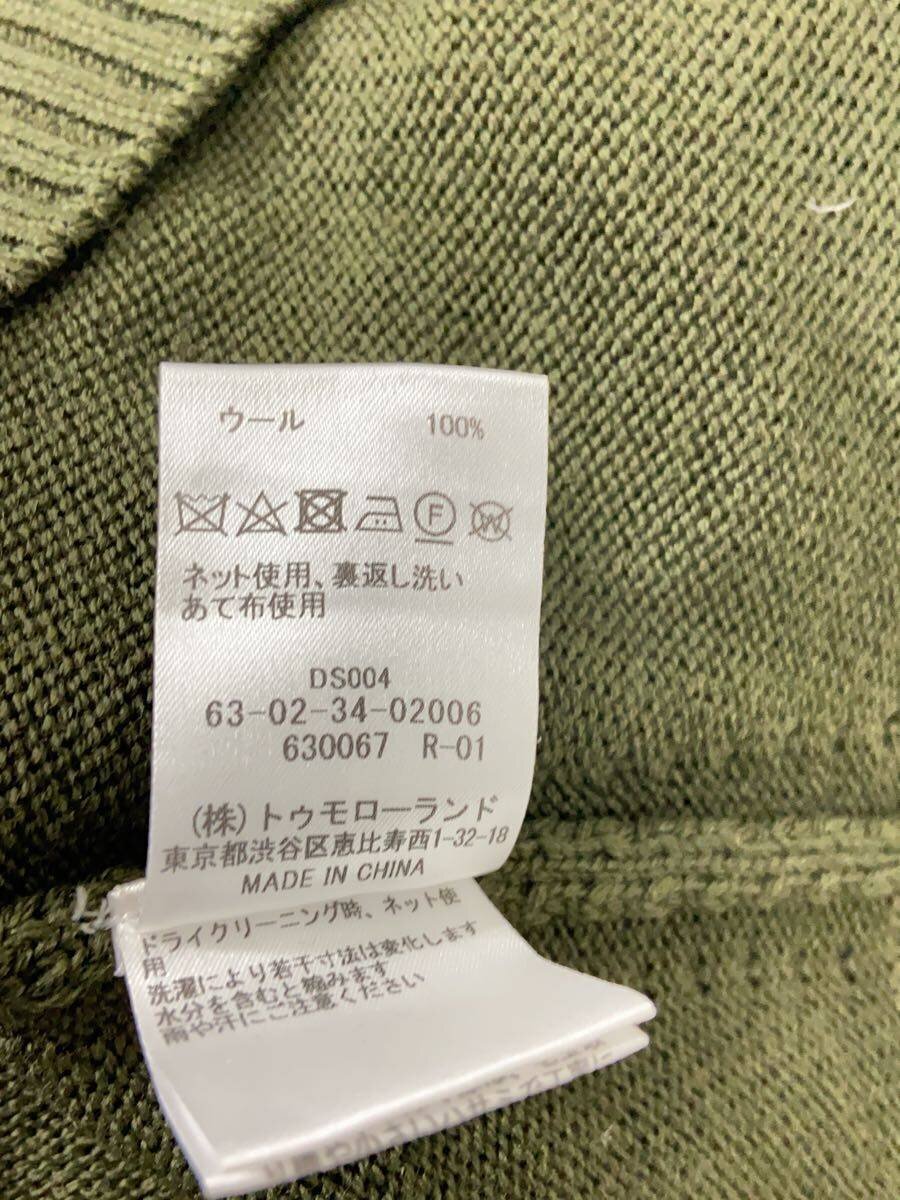 ウール 100%
F W
ネット使用、裏返し洗い
あて布使用
DS004
63-02-34-02006
630067 R-01
(株)トゥモローランド
東京都渋谷区恵比寿西1-32-18
MADE IN CHINA
ドライクリーニング時、ネット使
用
洗濯により若干寸法は変化します
水分を含むと縮みます
雨や汗にご注意ください